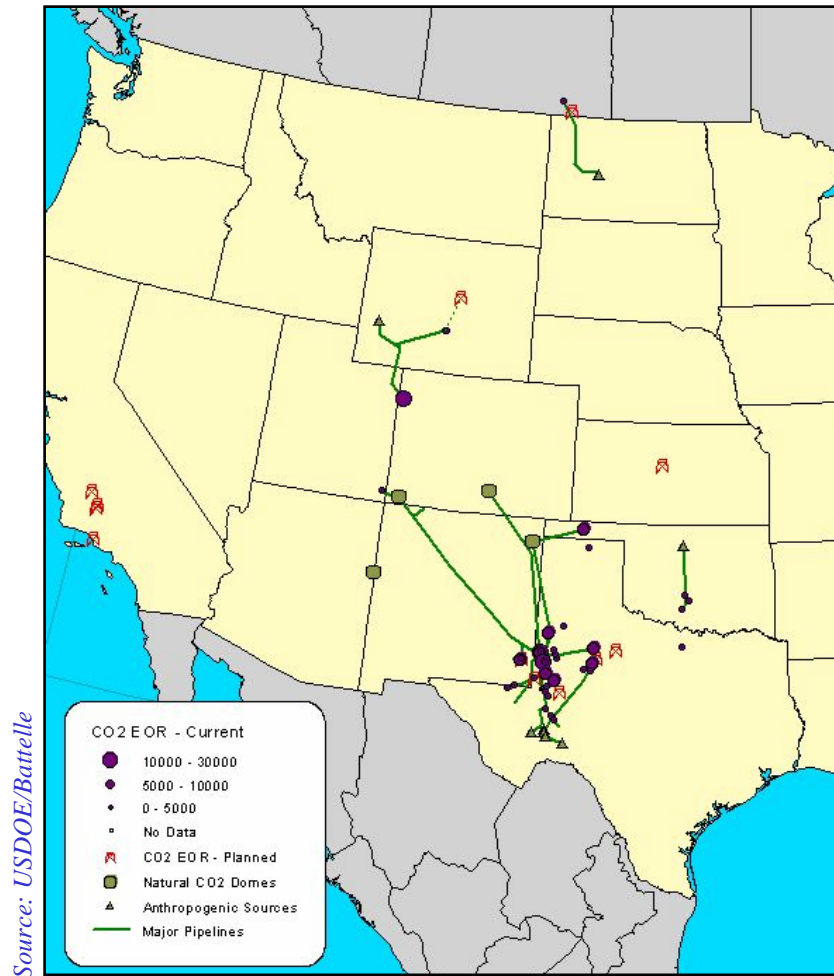 Source: USDOE/Battelle
CO2 EOR - Current
10000 - 30000
5000 - 10000
0 - 5000
No Data
CO2 EOR - Planned
Natural CO2 Domes
Anthropogenic Sources
Major Pipelines